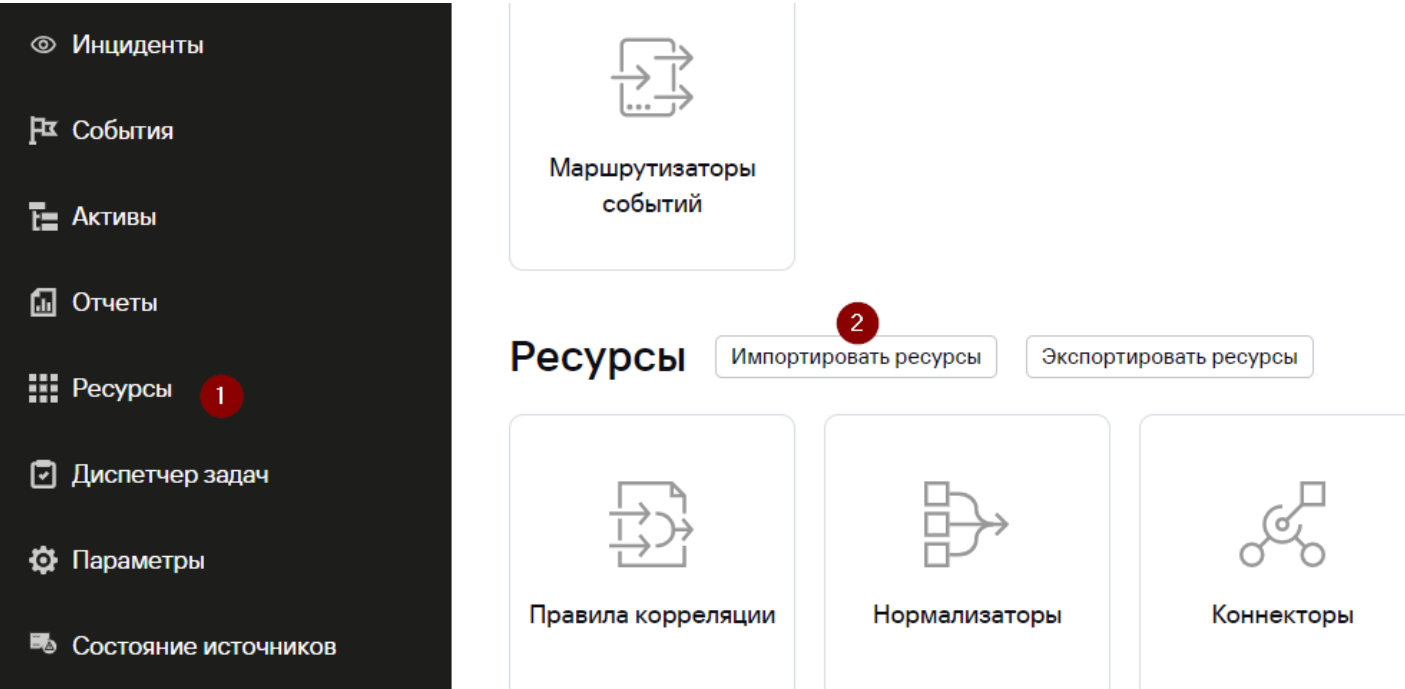 Инциденты
События
Активы
Отчеты
Ресурсы
1
Диспетчер задач
Параметры
Состояние источников
Маршрутизаторы
событий
2
Ресурсы
Импортировать ресурсы
Экспортировать ресурсы
Правила корреляции
Нормализаторы
Коннекторы